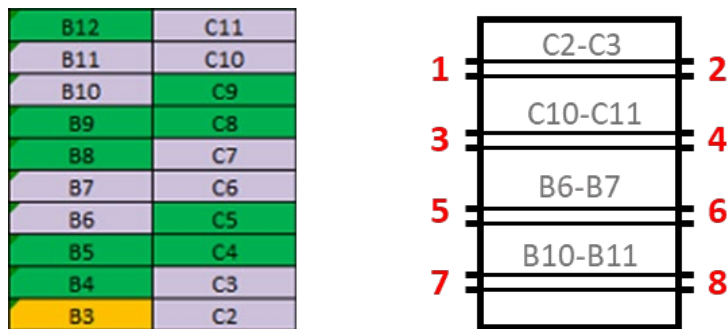 B12 C11
B11 C10
B10 C9
B9 C8
B8 C7
B7 C6
B6 C5
B5 C4
B4 C3
B3 C2
C2-C3
1 2
C10-C11
3 4
B6-B7
5 6
B10-B11
7 8